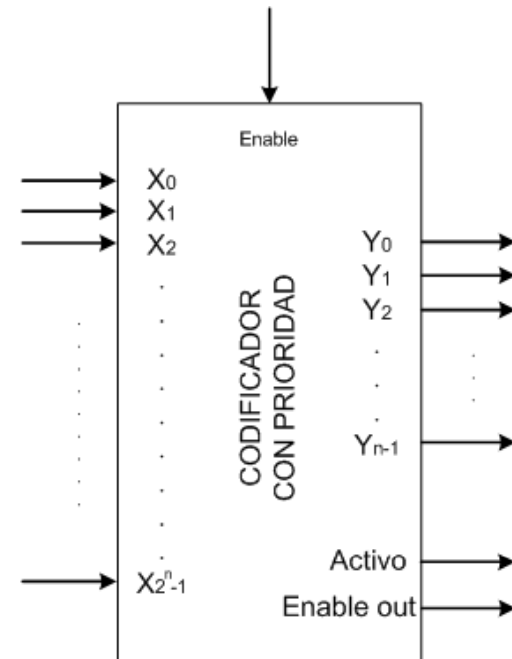 Enable
X₀
X₁
X₂
Y₀
Y₁
Y₂
CODIFICADOR
CON PRIORIDAD
Yₙ₋₁
Activo
X₂ⁿ-1
Enable out